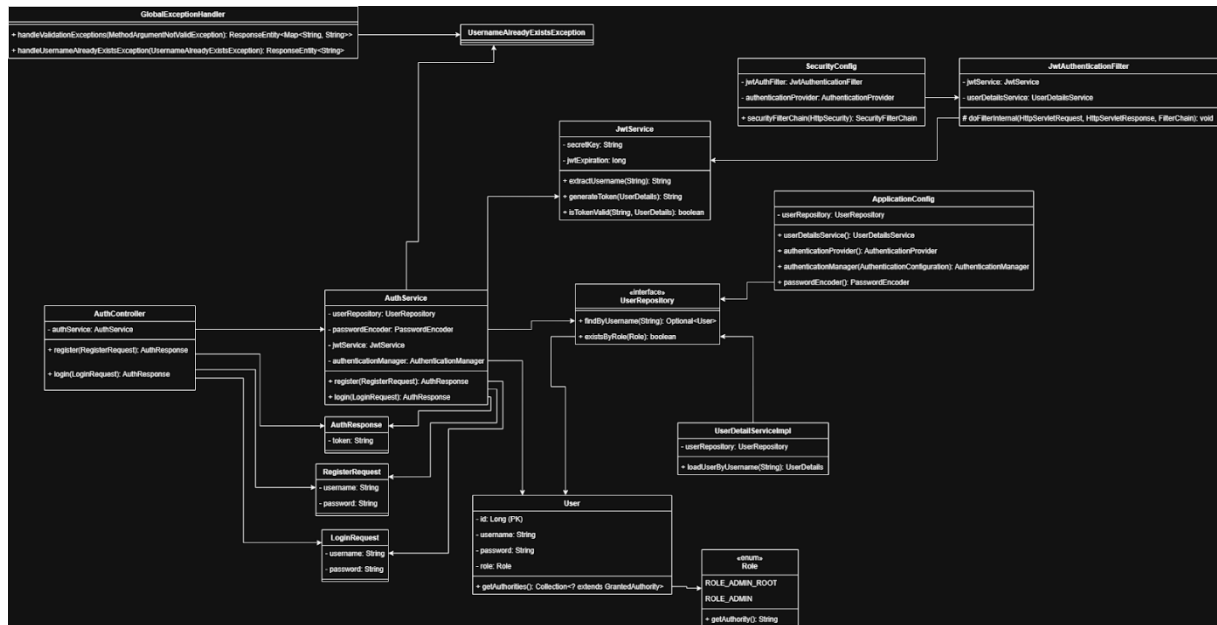 GlobalExceptionHandler
+ handleValidationExceptions(MethodArgumentNotValidException): ResponseEntity<Map<String, String>>
+ handleUsernameAlreadyExistsException(UsernameAlreadyExistsException): ResponseEntity<String>
UsernameAlreadyExistsException
SecurityConfig
- jwtAuthFilter: JwtAuthenticationFilter
- authenticationProvider: AuthenticationProvider
+ securityFilterChain(HttpSecurity): SecurityFilterChain
JwtAuthenticationFilter
- jwtService: JwtService
- userDetailsService: UserDetailsService
# doFilterInternal(HttpServletRequest, HttpServletResponse, FilterChain): void
JwtService
- secretKey: String
- jwtExpiration: long
+ extractUsername(String): String
+ generateToken(UserDetails): String
+ isTokenValid(String, UserDetails): boolean
ApplicationConfig
- userRepository: UserRepository
+ userDetailsService(): UserDetailsService
+ authenticationProvider(): AuthenticationProvider
+ authenticationManager(AuthenticationConfiguration): AuthenticationManager
+ passwordEncoder(): PasswordEncoder
AuthController
- authService: AuthService
+ register(RegisterRequest): AuthResponse
+ login(LoginRequest): AuthResponse
AuthService
- userRepository: UserRepository
- passwordEncoder: PasswordEncoder
- jwtService: JwtService
- authenticationManager: AuthenticationManager
+ register(RegisterRequest): AuthResponse
+ login(LoginRequest): AuthResponse
«interface»
UserRepository
+ findByUsername(String): Optional<User>
+ existsByRole(Role): boolean
AuthResponse
- token: String
RegisterRequest
- username: String
- password: String
LoginRequest
- username: String
- password: String
UserDetailServiceImpl
- userRepository: UserRepository
+ loadUserByUsername(String): UserDetails
User
- id: Long (PK)
- username: String
- password: String
- role: Role
+ getAuthorities(): Collection<? extends GrantedAuthority>
«enum»
Role
ROLE_ADMIN_ROOT
ROLE_ADMIN
+ getAuthority(): String